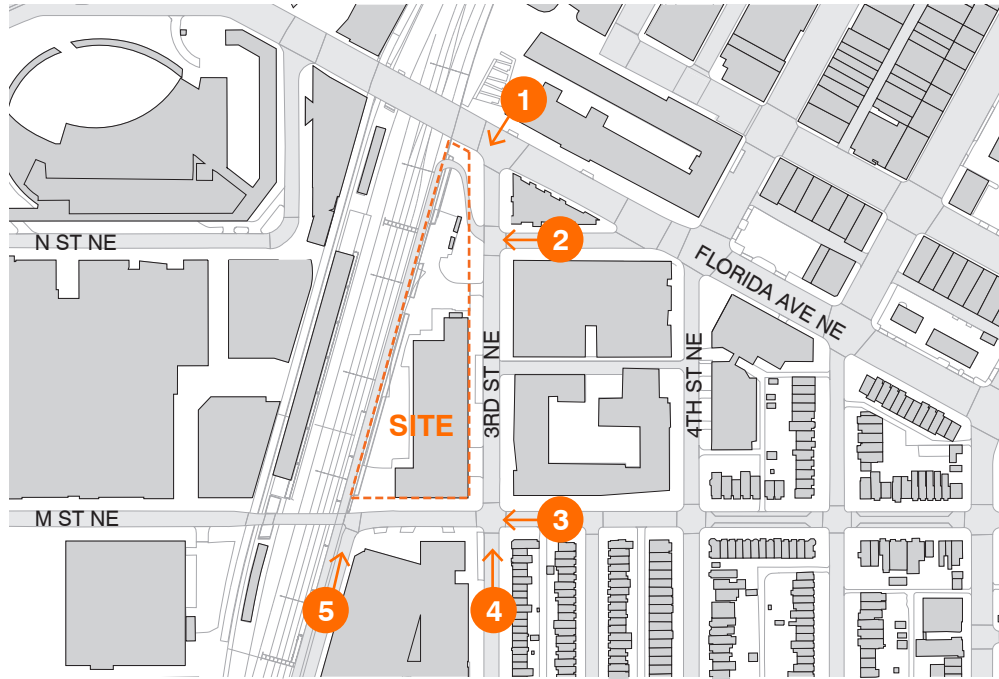 1
2
N ST NE
FLORIDA AVE NE
3RD ST NE
4TH ST NE
SITE
M ST NE
3
5
4